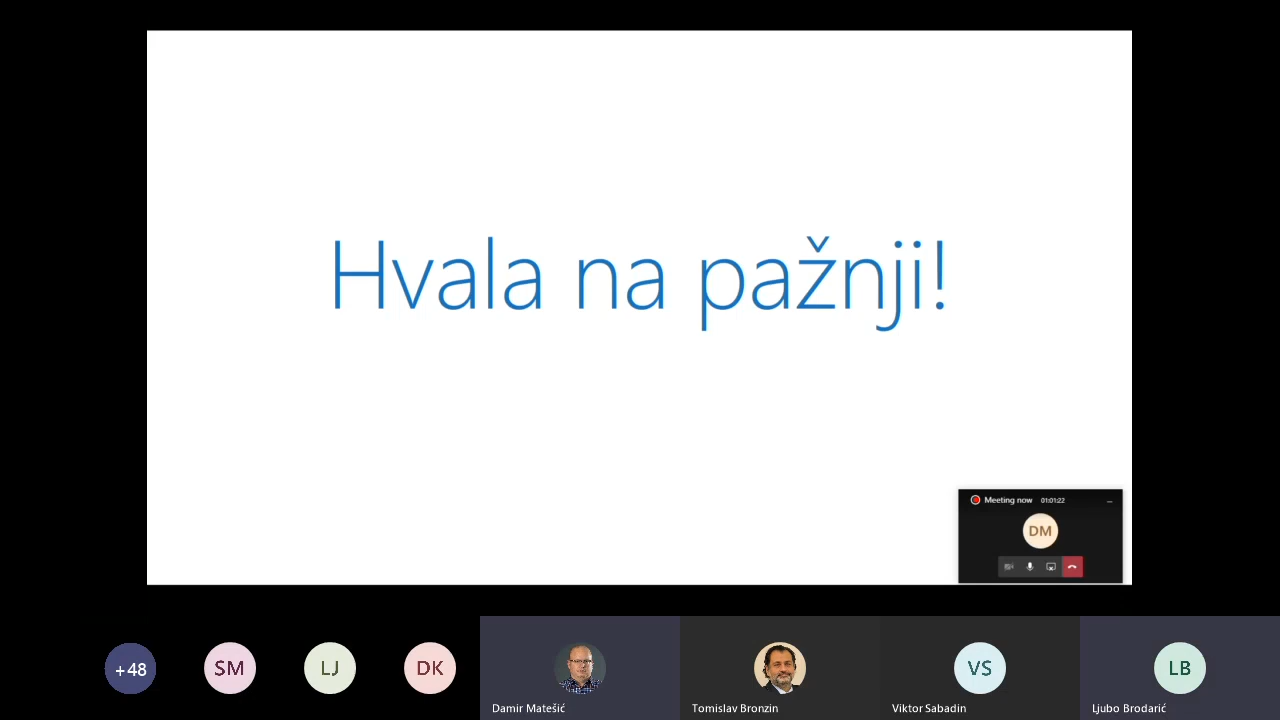 Hvala na pažnji!
Meeting now 01:01:22
DM
+48
SM
LJ
DK
VS
LB
Damir Matešić
Tomislav Bronzin
Viktor Sabadin
Ljubo Brodarić